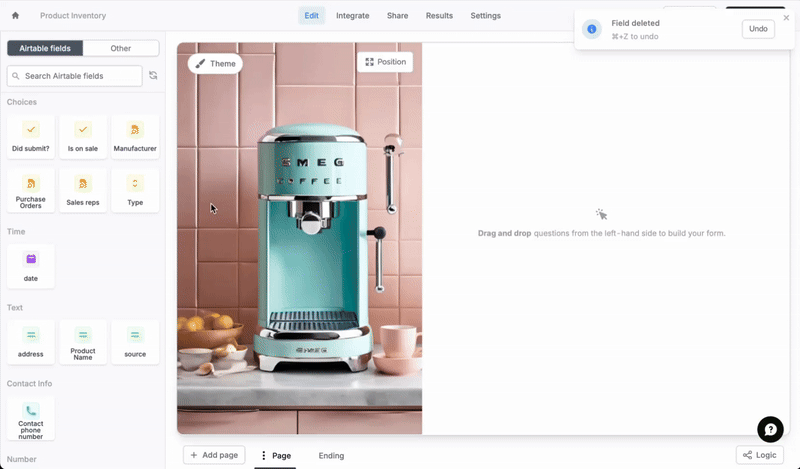 Product Inventory
Edit
Integrate
Share
Results
Settings
Field deleted
⌘+Z to undo
Undo
Airtable fields
Other
Search Airtable fields
Choices
Did submit?
Is on sale
Manufacturer
Purchase
Orders
Sales reps
Type
Time
date
Text
address
Product
Name
source
Contact Info
Contact
phone
number
Number
Theme
Position
SMEG
COFFEE
SMEG
Drag and drop questions from the left-hand side to build your form.
Add page
Page
Ending
Logic